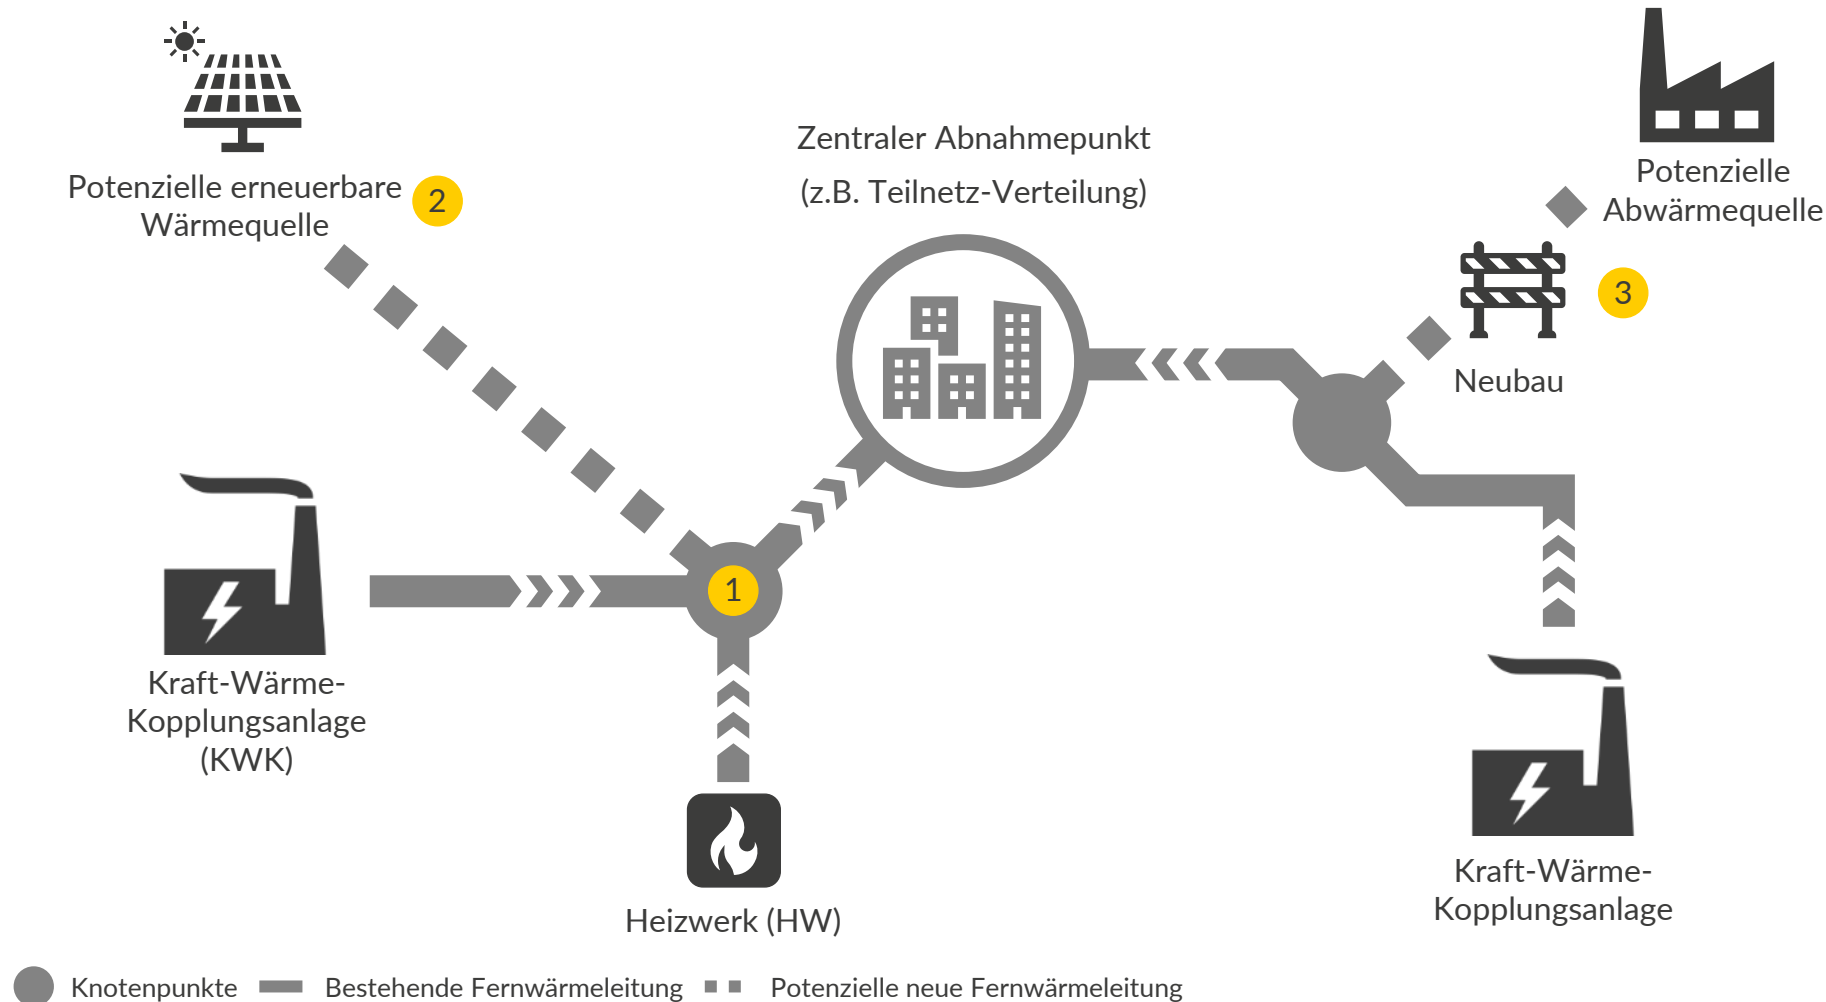 Potenzielle erneuerbare
Wärmequelle
2
Zentraler Abnahmepunkt
(z.B. Teilnetz-Verteilung)
Potenzielle
Abwärmequelle
3
Neubau
1
Kraft-Wärme-
Kopplungsanlage
(KWK)
Heizwerk (HW)
Kraft-Wärme-
Kopplungsanlage
Knotenpunkte
Bestehende Fernwärmeleitung
Potenzielle neue Fernwärmeleitung